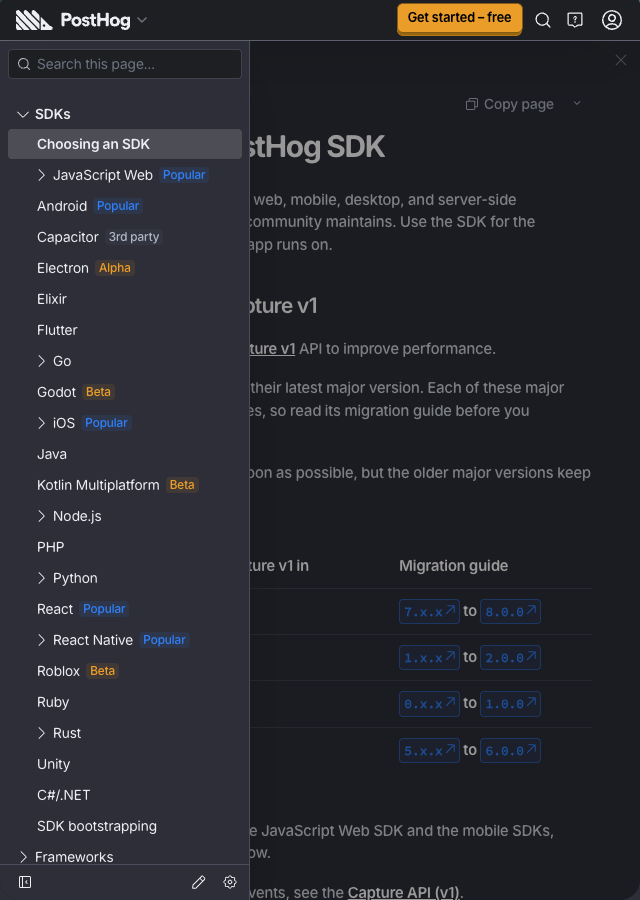 PostHog
Get started – free
Search this page...
SDKs
Choosing an SDK
JavaScript Web Popular
Android Popular
Capacitor 3rd party
Electron Alpha
Elixir
Flutter
Go
Godot Beta
iOS Popular
Java
Kotlin Multiplatform Beta
Node.js
PHP
Python
React Popular
React Native Popular
Roblox Beta
Ruby
Rust
Unity
C#/.NET
SDK bootstrapping
Frameworks
Copy page
stHog SDK
web, mobile, desktop, and server-side
community maintains. Use the SDK for the
app runs on.
pture v1
ture v1 API to improve performance.
their latest major version. Each of these major
es, so read its migration guide before you
oon as possible, but the older major versions keep
ture v1 in Migration guide
7.x.x to 8.0.0
1.x.x to 2.0.0
0.x.x to 1.0.0
5.x.x to 6.0.0
e JavaScript Web SDK and the mobile SDKs,
ow.
vents, see the Capture API (v1).